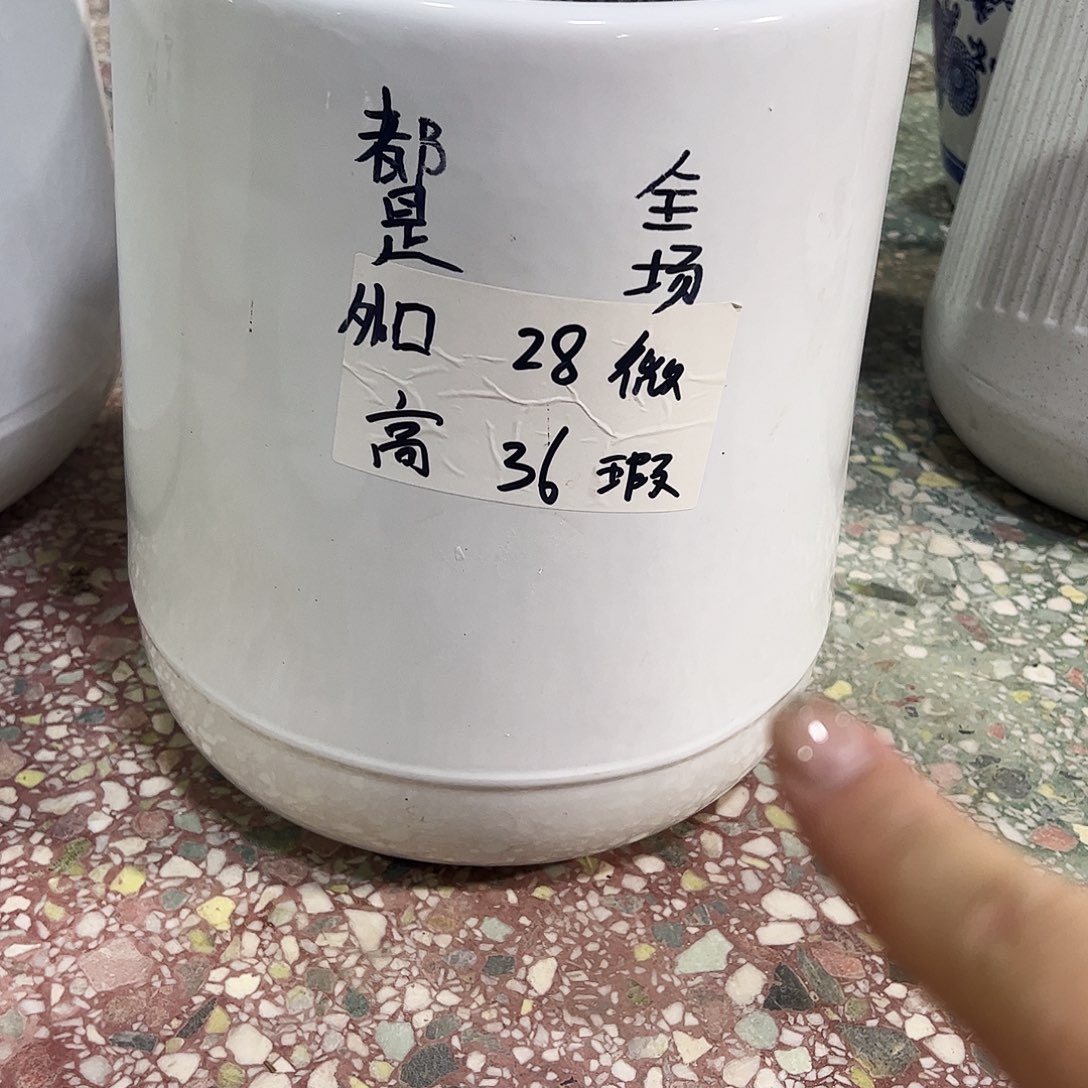 都是
外口 28
高 36
全场微瑕